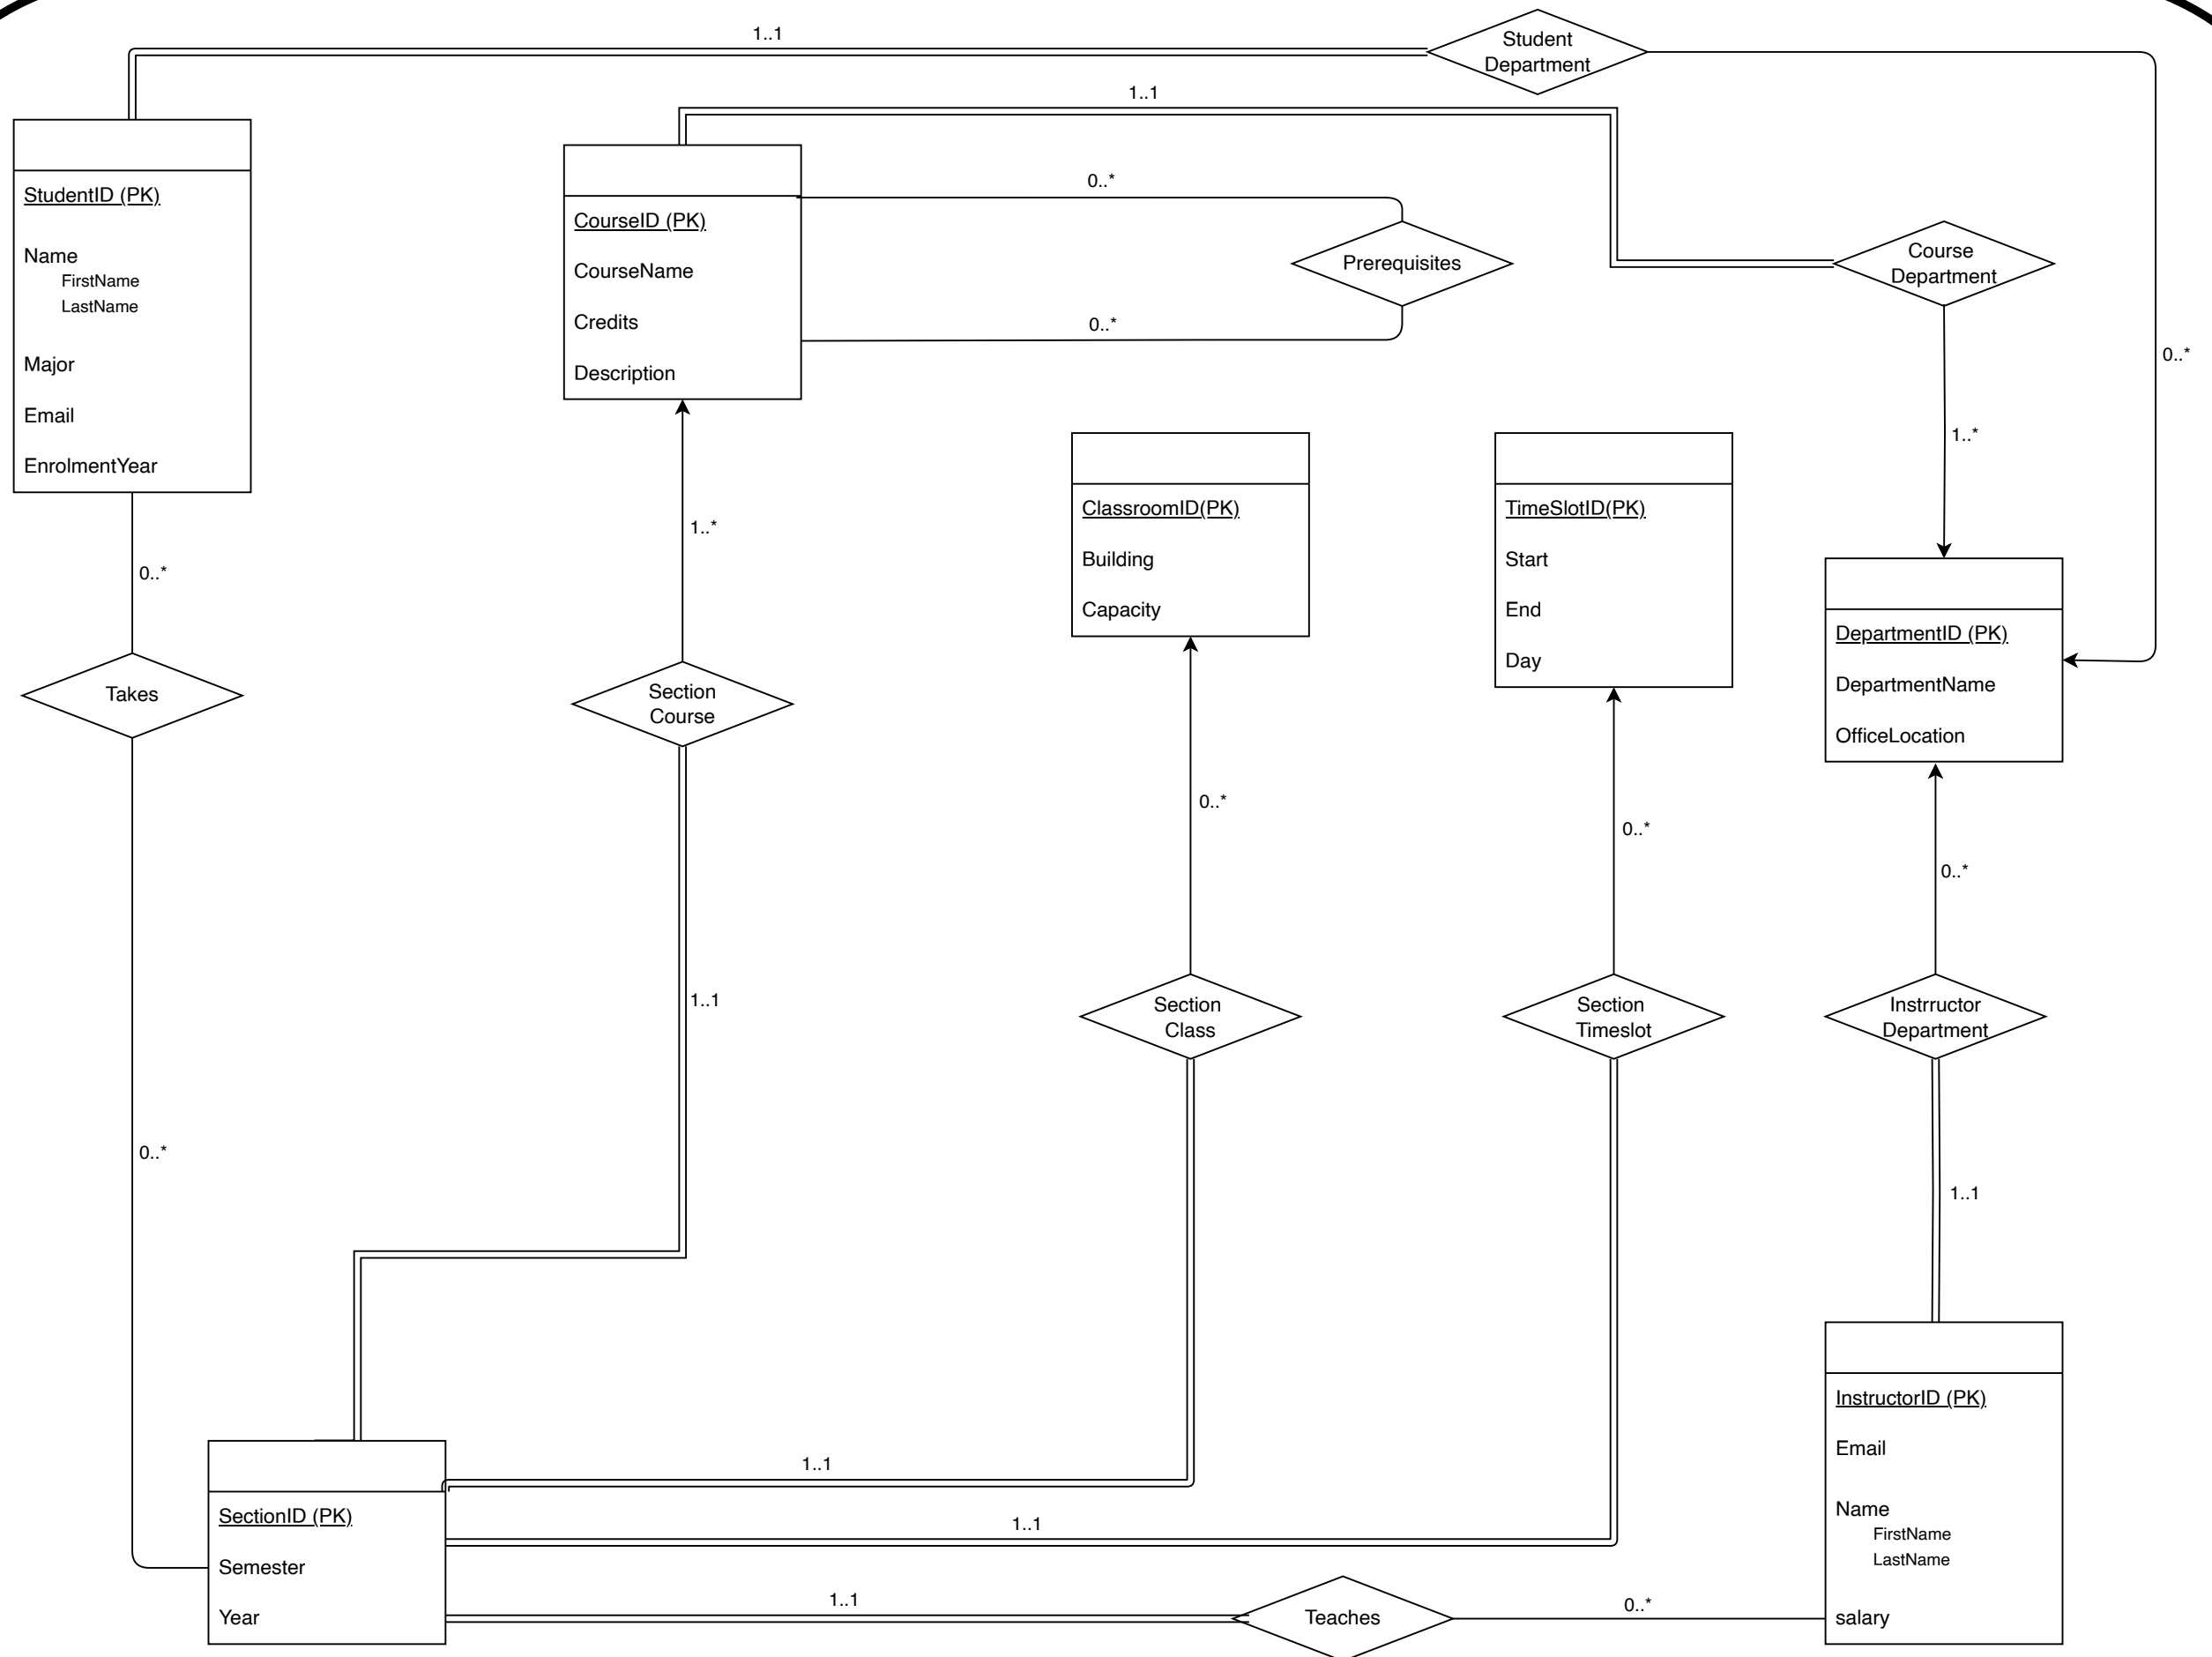 1..1
Student
Department
1..1
StudentID (PK)
Name
FirstName
LastName
Major
Email
EnrolmentYear
CourseID (PK)
CourseName
Credits
Description
0..*
Prerequisites
0..*
Course
Department
0..*
1..*
0..*
1..*
ClassroomID(PK)
Building
Capacity
TimeSlotID(PK)
Start
End
Day
DepartmentID (PK)
DepartmentName
OfficeLocation
Takes
Section
Course
0..*
0..*
0..*
1..1
Section
Class
Section
Timeslot
Instrructor
Department
0..*
1..1
InstructorID (PK)
Email
Name
FirstName
LastName
salary
SectionID (PK)
Semester
Year
1..1
1..1
1..1
Teaches
0..*